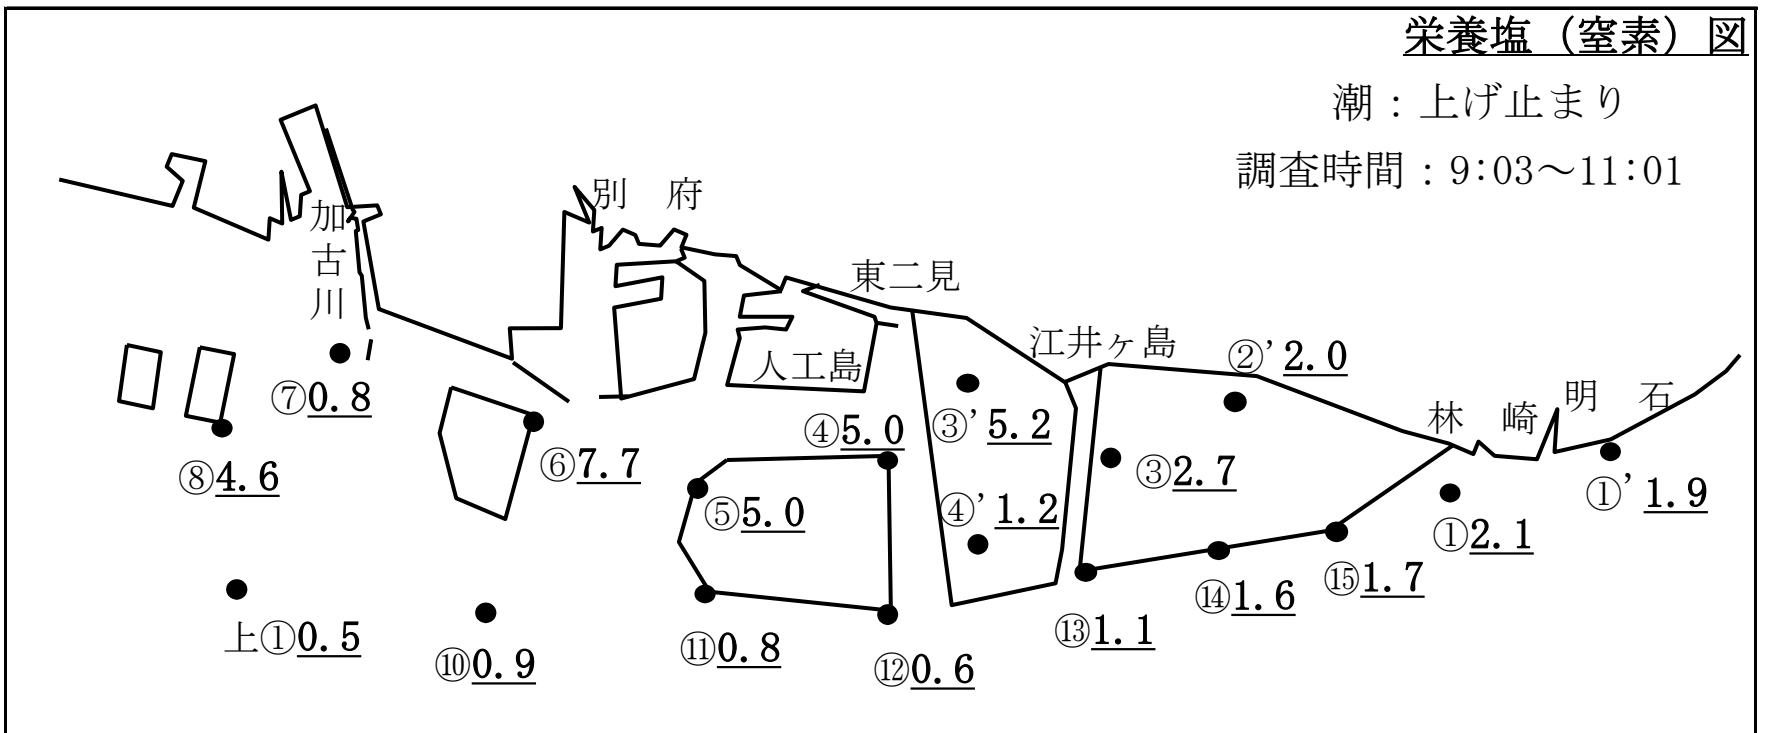 栄養塩（窒素）図
潮：上げ止まり
調査時間：9:03～11:01
別 府
加古川
東二見
江井ヶ島
人工島
林 崎
明 石
②’2.0
⑦0.8
③’5.2
④5.0
⑥7.7
⑧4.6
③2.7
①’1.9
⑤5.0
④’1.2
①2.1
⑮1.7
⑭1.6
⑬1.1
上①0.5
⑩0.9
⑪0.8
⑫0.6